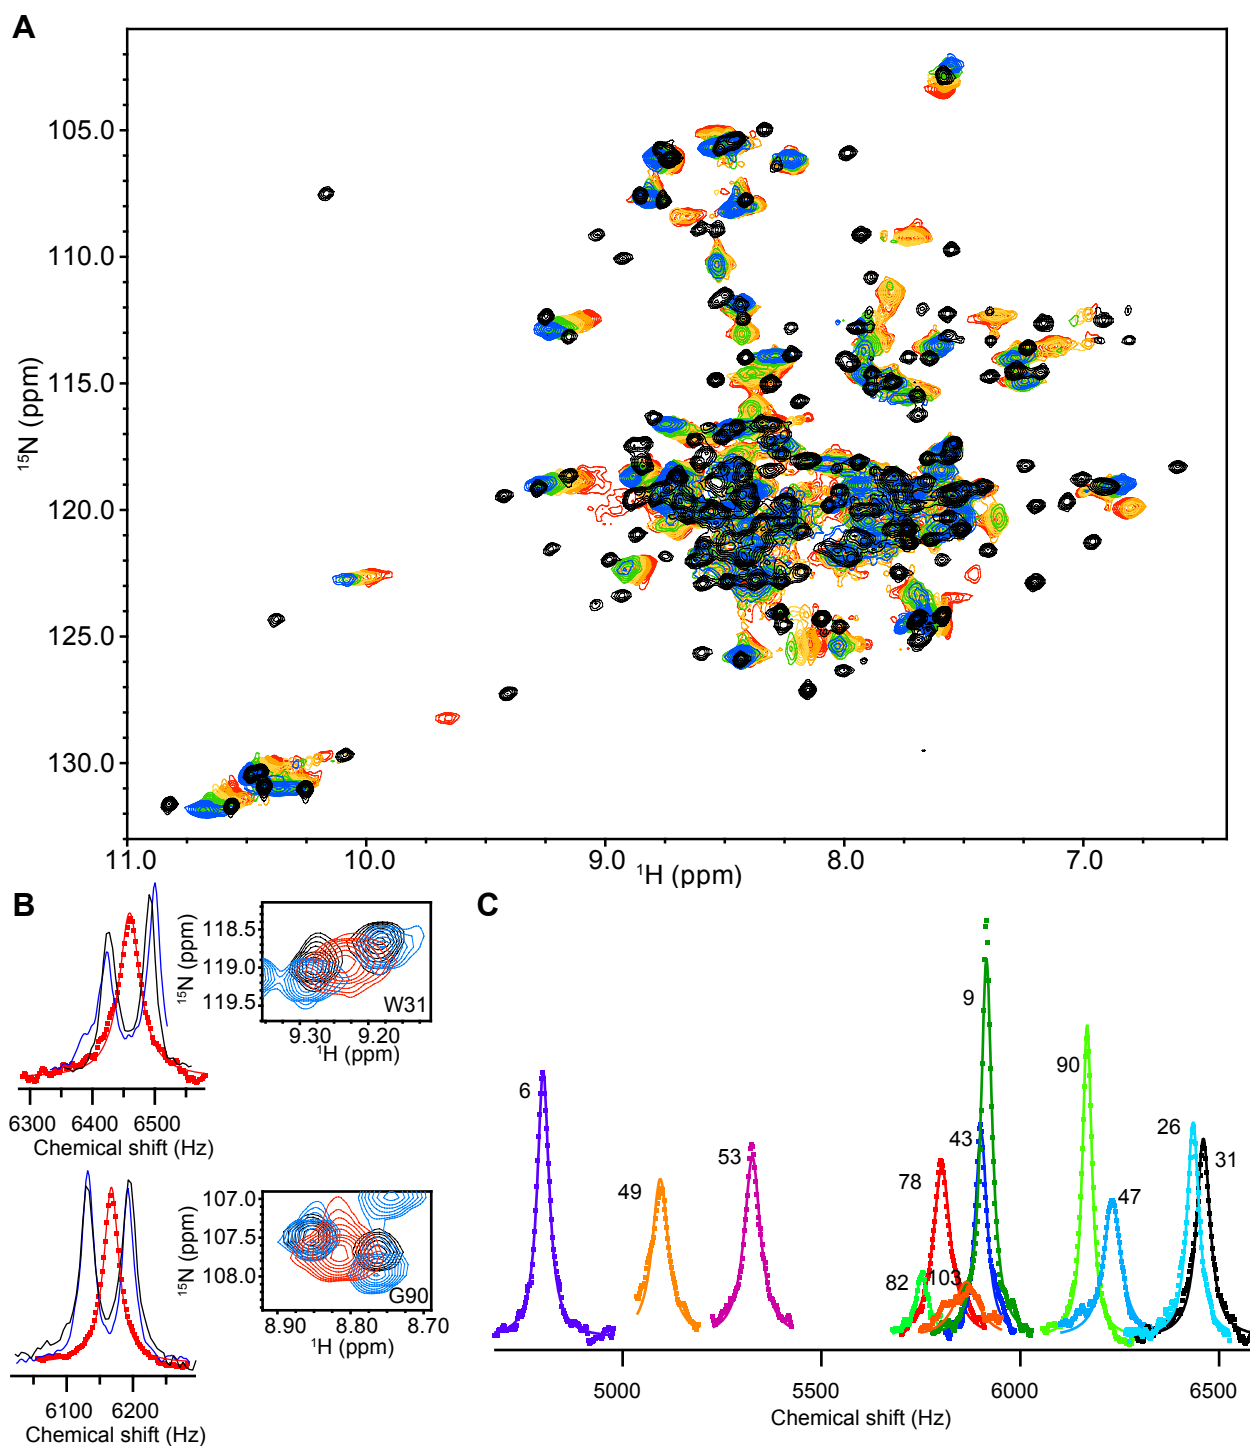 A
105.0
110.0
115.0
120.0
125.0
130.0
15N (ppm)
11.0 10.0 9.0 8.0 7.0
1H (ppm)
B
6300 6400 6500
Chemical shift (Hz)
15N (ppm)
118.5
119.0
119.5
W31
9.30 9.20
1H (ppm)
6100 6200
Chemical shift (Hz)
15N (ppm)
107.0
107.5
108.0
G90
8.90 8.80 8.70
1H (ppm)
C
9
90
6
26
43
53
31
78
49
47
82
103
5000 5500 6000 6500
Chemical shift (Hz)